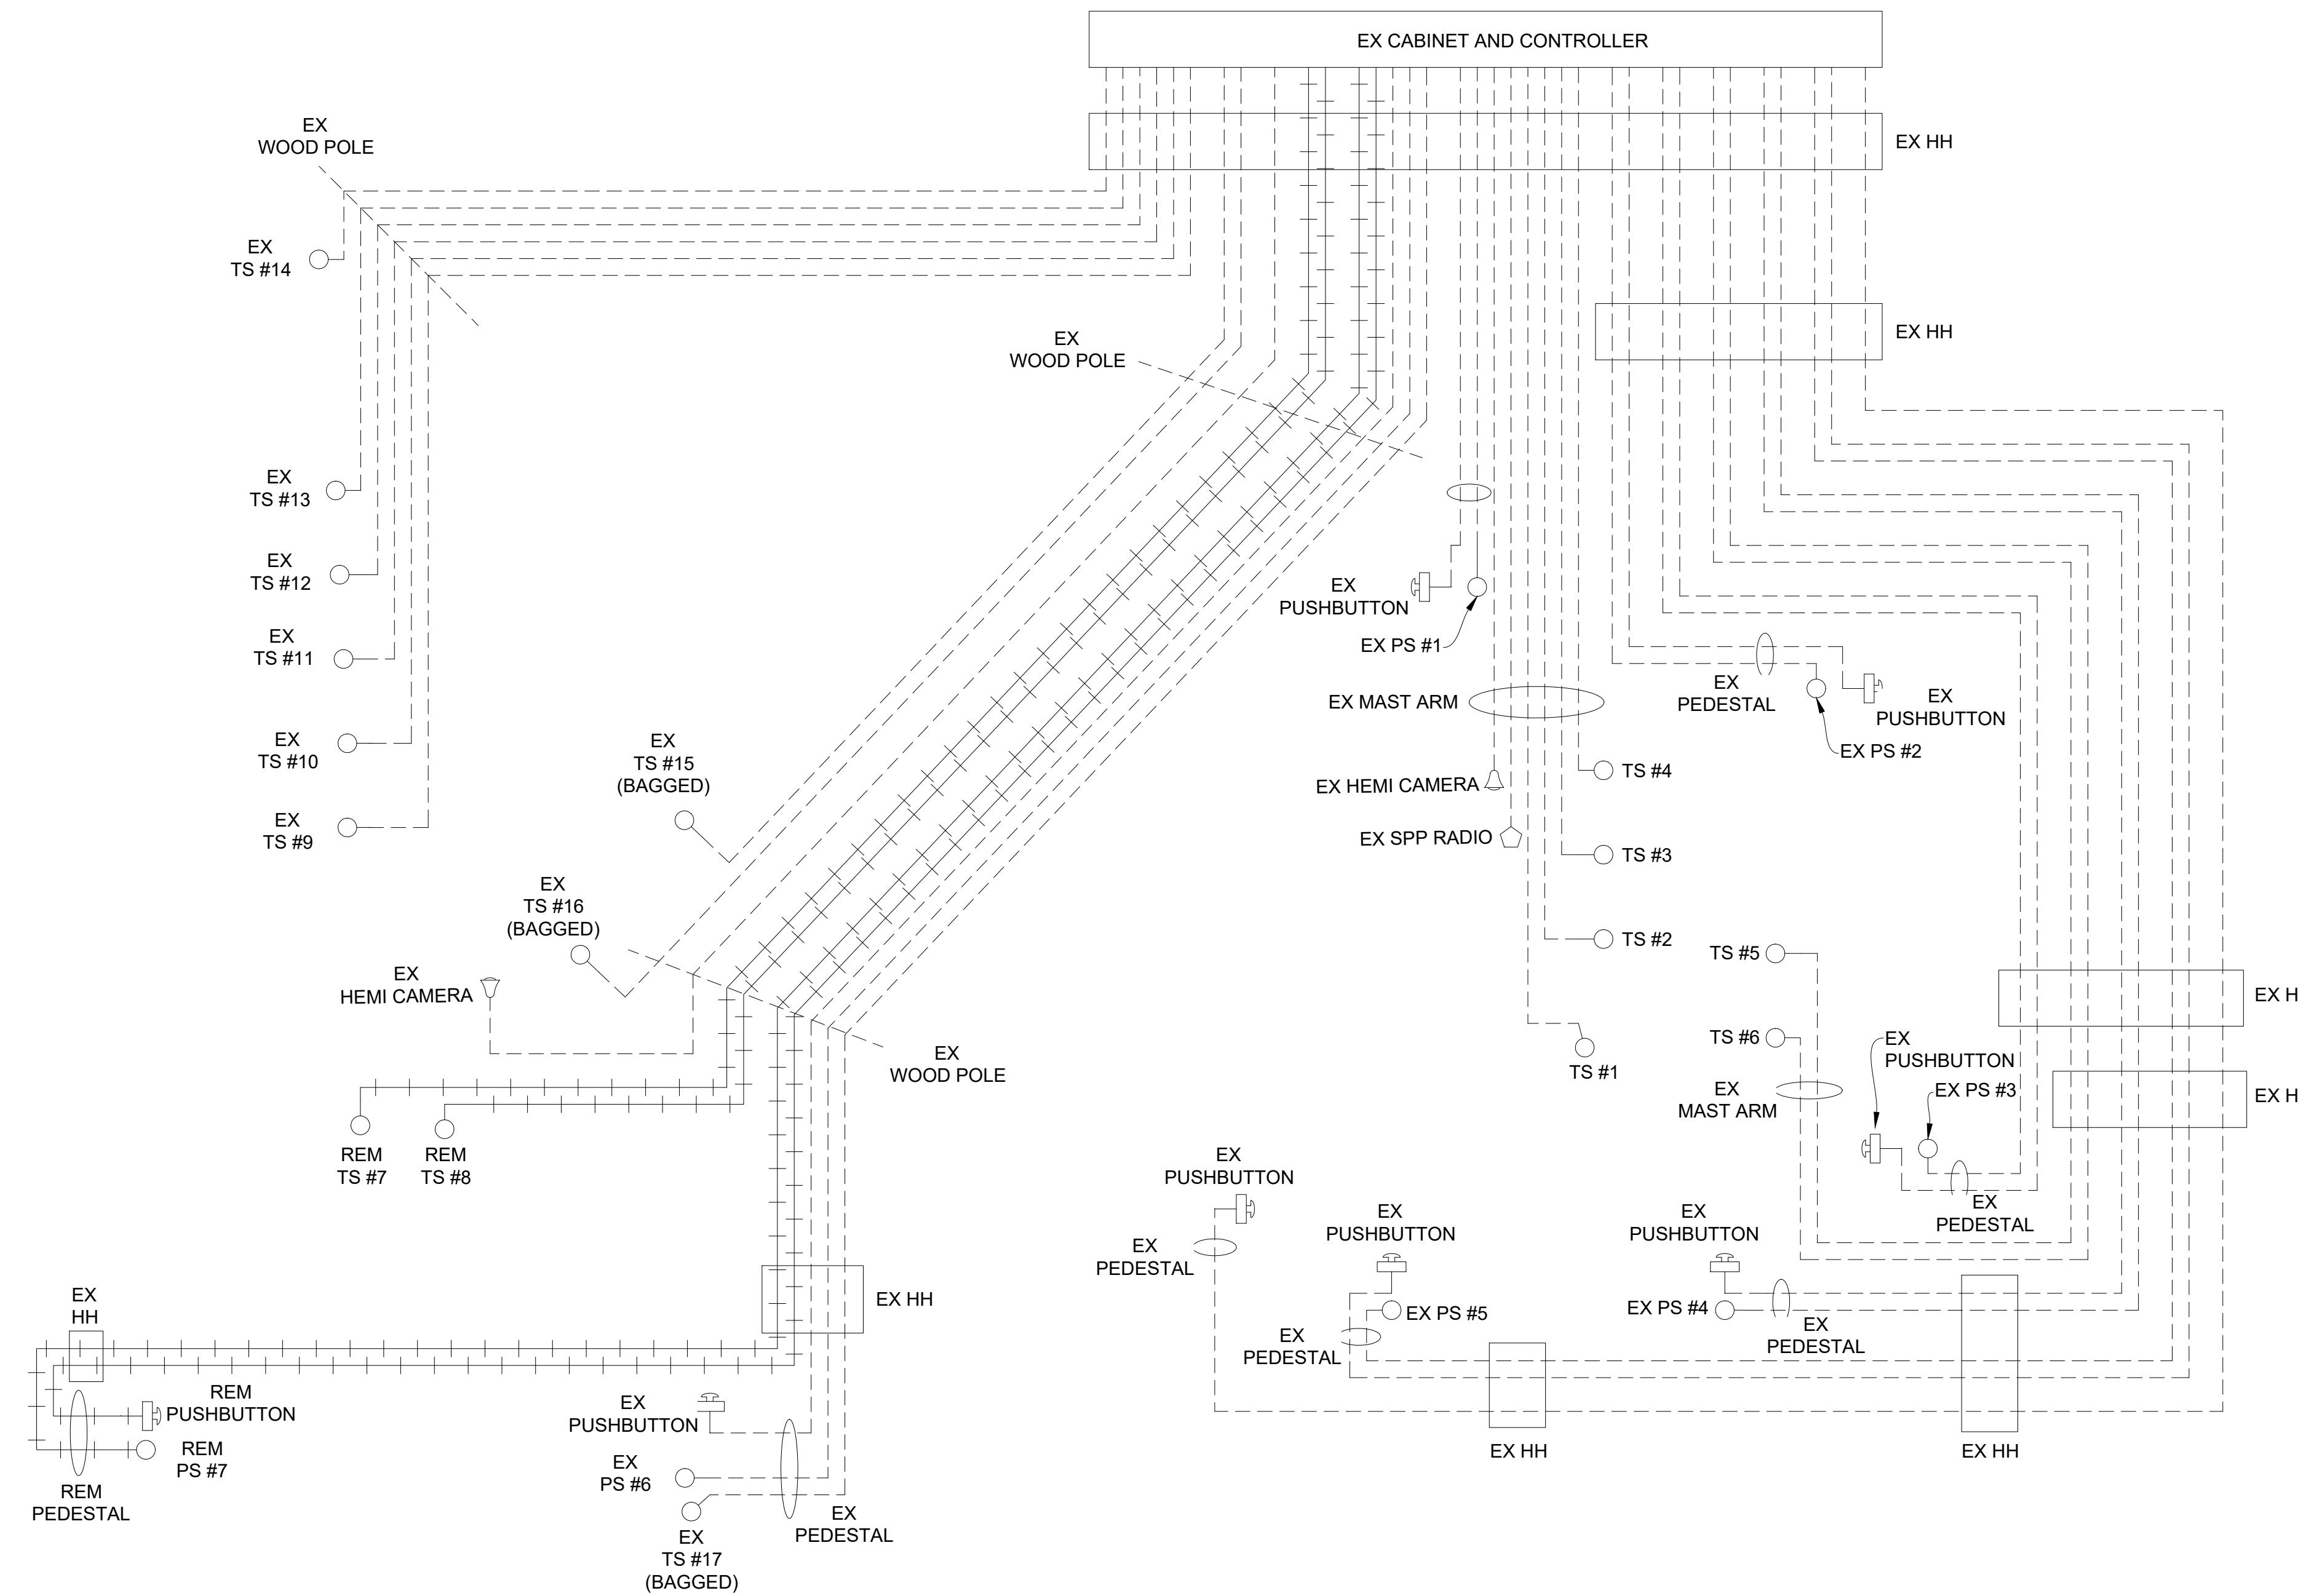 EX CABINET AND CONTROLLER
EX
WOOD POLE
EX HH
EX
TS #14
EX HH
EX
WOOD POLE
EX
TS #13
EX
TS #12
EX
PUSHBUTTON
EX PS #1
EX
TS #11
EX MAST ARM
EX
PEDESTAL
EX
PUSHBUTTON
EX PS #2
EX
TS #10
EX
TS #15
(BAGGED)
EX HEMI CAMERA
TS #4
EX
TS #9
EX SPP RADIO
TS #3
EX
TS #16
(BAGGED)
TS #2
TS #5
EX
HEMI CAMERA
EX H
EX
WOOD POLE
TS #1
TS #6
EX
PUSHBUTTON
EX PS #3
EX
MAST ARM
EX H
REM
TS #7
REM
TS #8
EX
PUSHBUTTON
EX
PEDESTAL
EX
PUSHBUTTON
EX
PUSHBUTTON
EX
PEDESTAL
EX
HH
EX HH
EX PS #5
EX PS #4
EX
PEDESTAL
EX
PEDESTAL
REM
PUSHBUTTON
REM
PS #7
REM
PEDESTAL
EX
PUSHBUTTON
EX
PS #6
EX
PEDESTAL
EX
TS #17
(BAGGED)
EX HH
EX HH